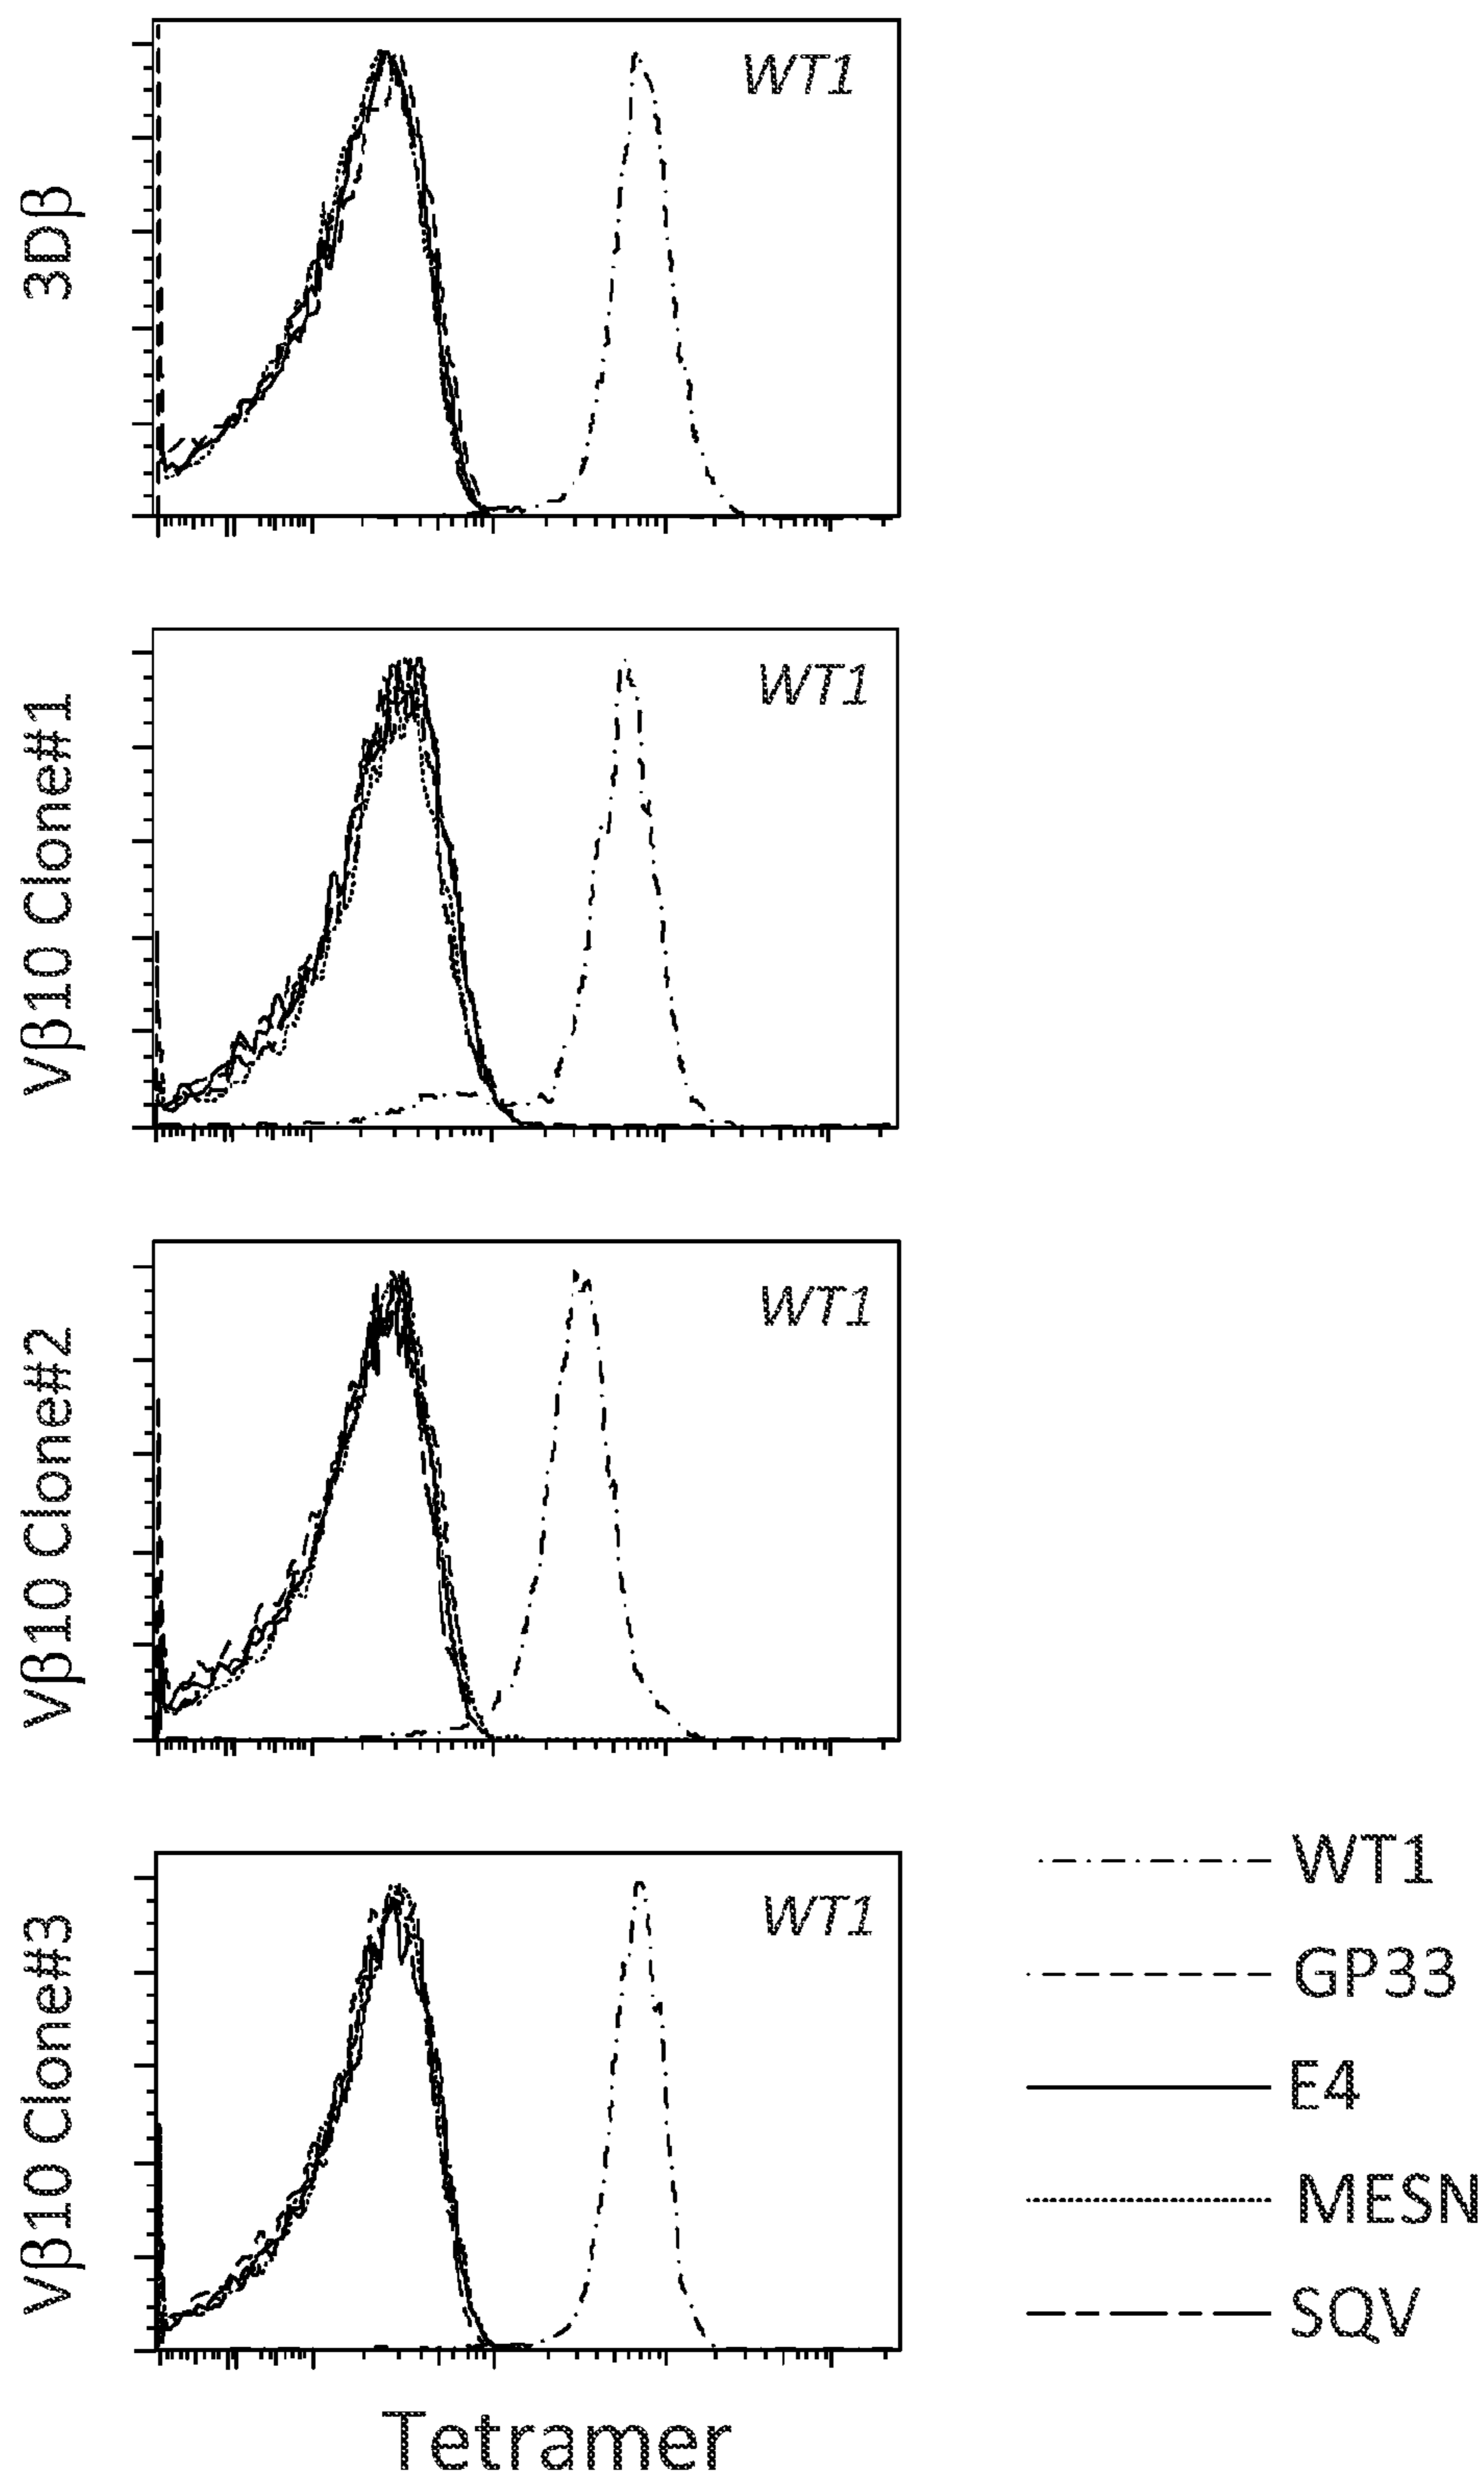 3Dβ
WT1
Vβ10 Clone#1
WT1
Vβ10 Clone#2
WT1
Vβ10 Clone#3
WT1
WT1
GP33
E4
MESN
SQV
Tetramer